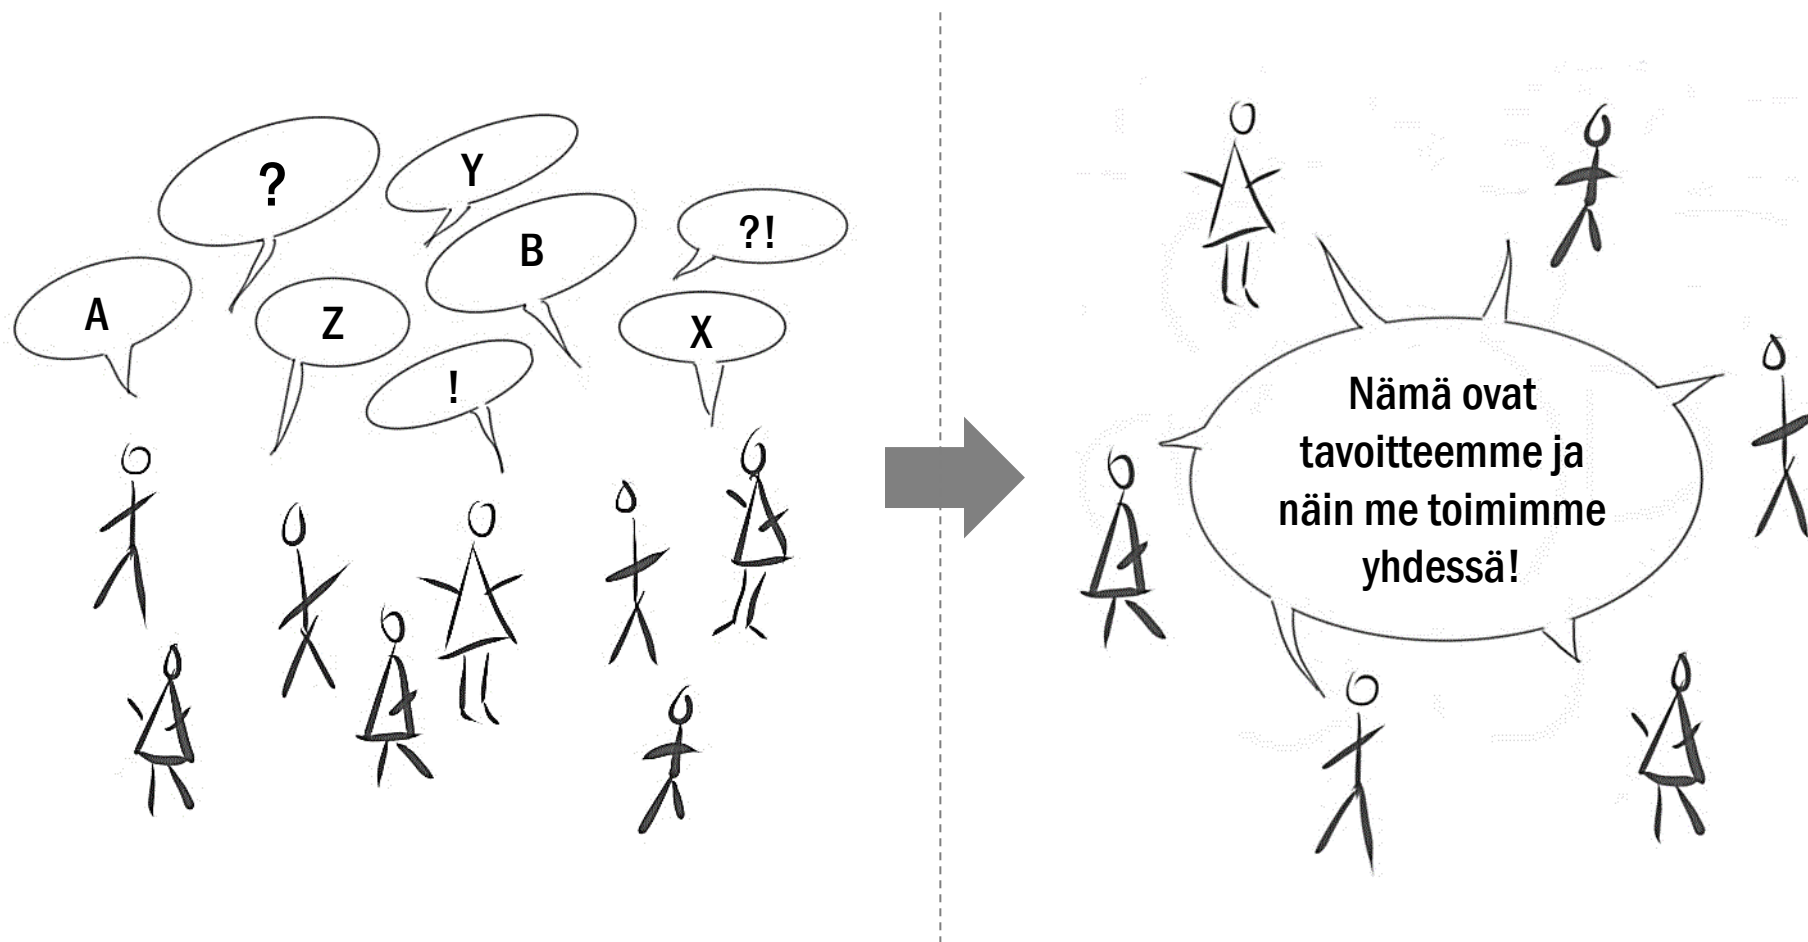 ?
Y
B
?!
A
Z
X
!
Nämä ovat
tavoitteemme ja
näin me toimimme
yhdessä!